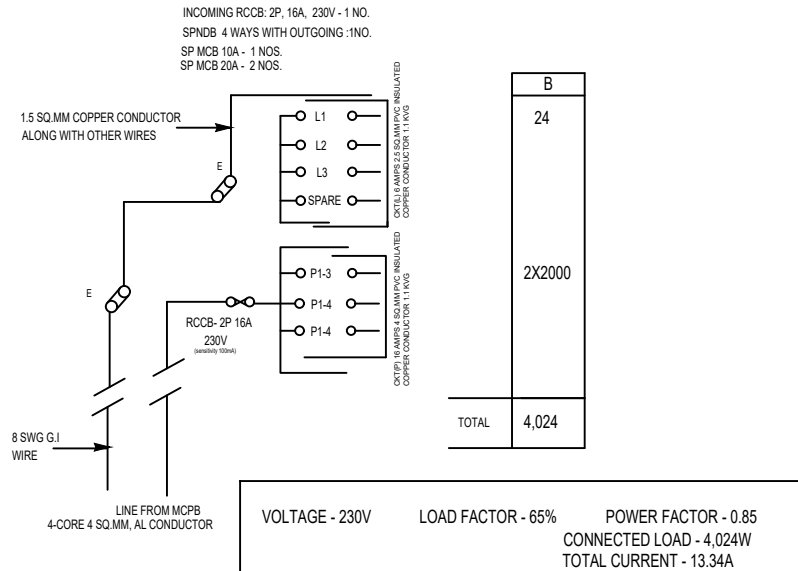 INCOMING RCCB: 2P, 16A, 230V - 1 NO.
SPNDB 4 WAYS WITH OUTGOING :1NO.
SP MCB 10A - 1 NOS.
SP MCB 20A - 2 NOS.
1.5 SQ.MM COPPER CONDUCTOR
ALONG WITH OTHER WIRES
E
E
L1
L2
L3
SPARE
CKT(L) 6 AMPS 2.5 SQ.MM PVC INSULATED
COPPER CONDUCTOR 1.1 KVG
P1-3
P1-4
P1-4
CKT(P) 16 AMPS 4 SQ.MM PVC INSULATED
COPPER CONDUCTOR 1.1 KVG
RCCB- 2P 16A
230V
(sensitivity 100mA)
8 SWG G.I
WIRE
LINE FROM MCPB
4-CORE 4 SQ.MM, AL CONDUCTOR
B
24
2X2000
TOTAL 4,024
VOLTAGE - 230V LOAD FACTOR - 65% POWER FACTOR - 0.85
CONNECTED LOAD - 4,024W
TOTAL CURRENT - 13.34A